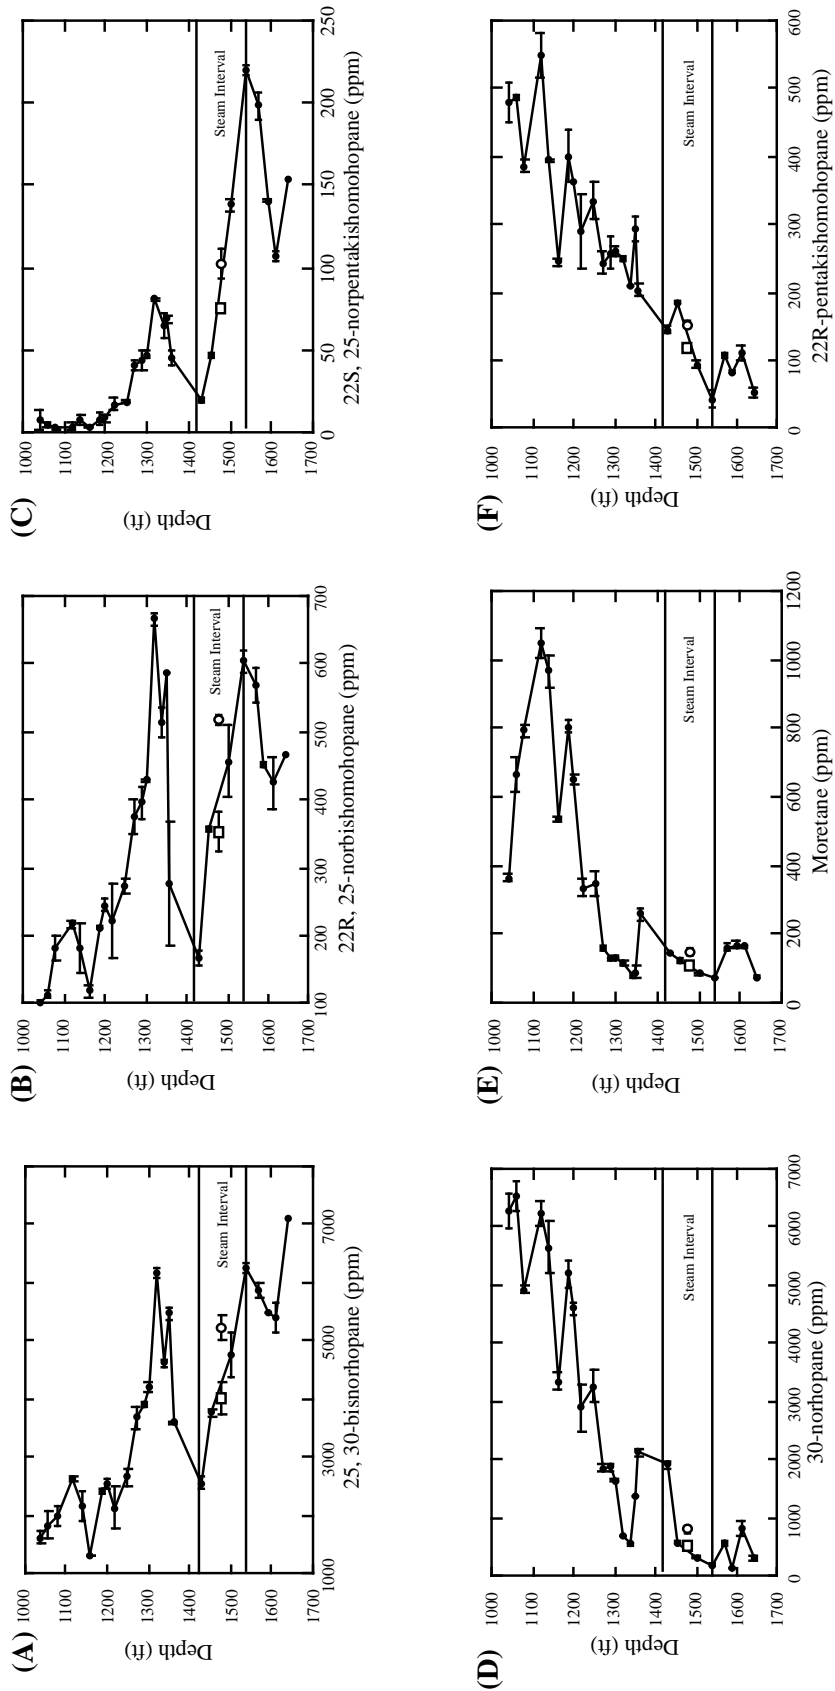 (A)
Depth (ft)
1000
1100
1200
1300
1400
1500
1600
1700
Steam Interval
1000 3000 5000 7000
25, 30-bisnorhopane (ppm)
(B)
Depth (ft)
1000
1100
1200
1300
1400
1500
1600
1700
Steam Interval
100 200 300 400 500 600 700
22R, 25-norbishomohopane (ppm)
(C)
Depth (ft)
1000
1100
1200
1300
1400
1500
1600
1700
Steam Interval
0 50 100 150 200 250
22S, 25-norpentakishomohopane (ppm)
(D)
Depth (ft)
1000
1100
1200
1300
1400
1500
1600
1700
Steam Interval
0 1000 2000 3000 4000 5000 6000 7000
30-norhopane (ppm)
(E)
Depth (ft)
1000
1100
1200
1300
1400
1500
1600
1700
Steam Interval
0 200 400 600 800 1000 1200
Moretane (ppm)
(F)
Depth (ft)
1000
1100
1200
1300
1400
1500
1600
1700
Steam Interval
0 100 200 300 400 500 600
22R-pentakishomohopane (ppm)